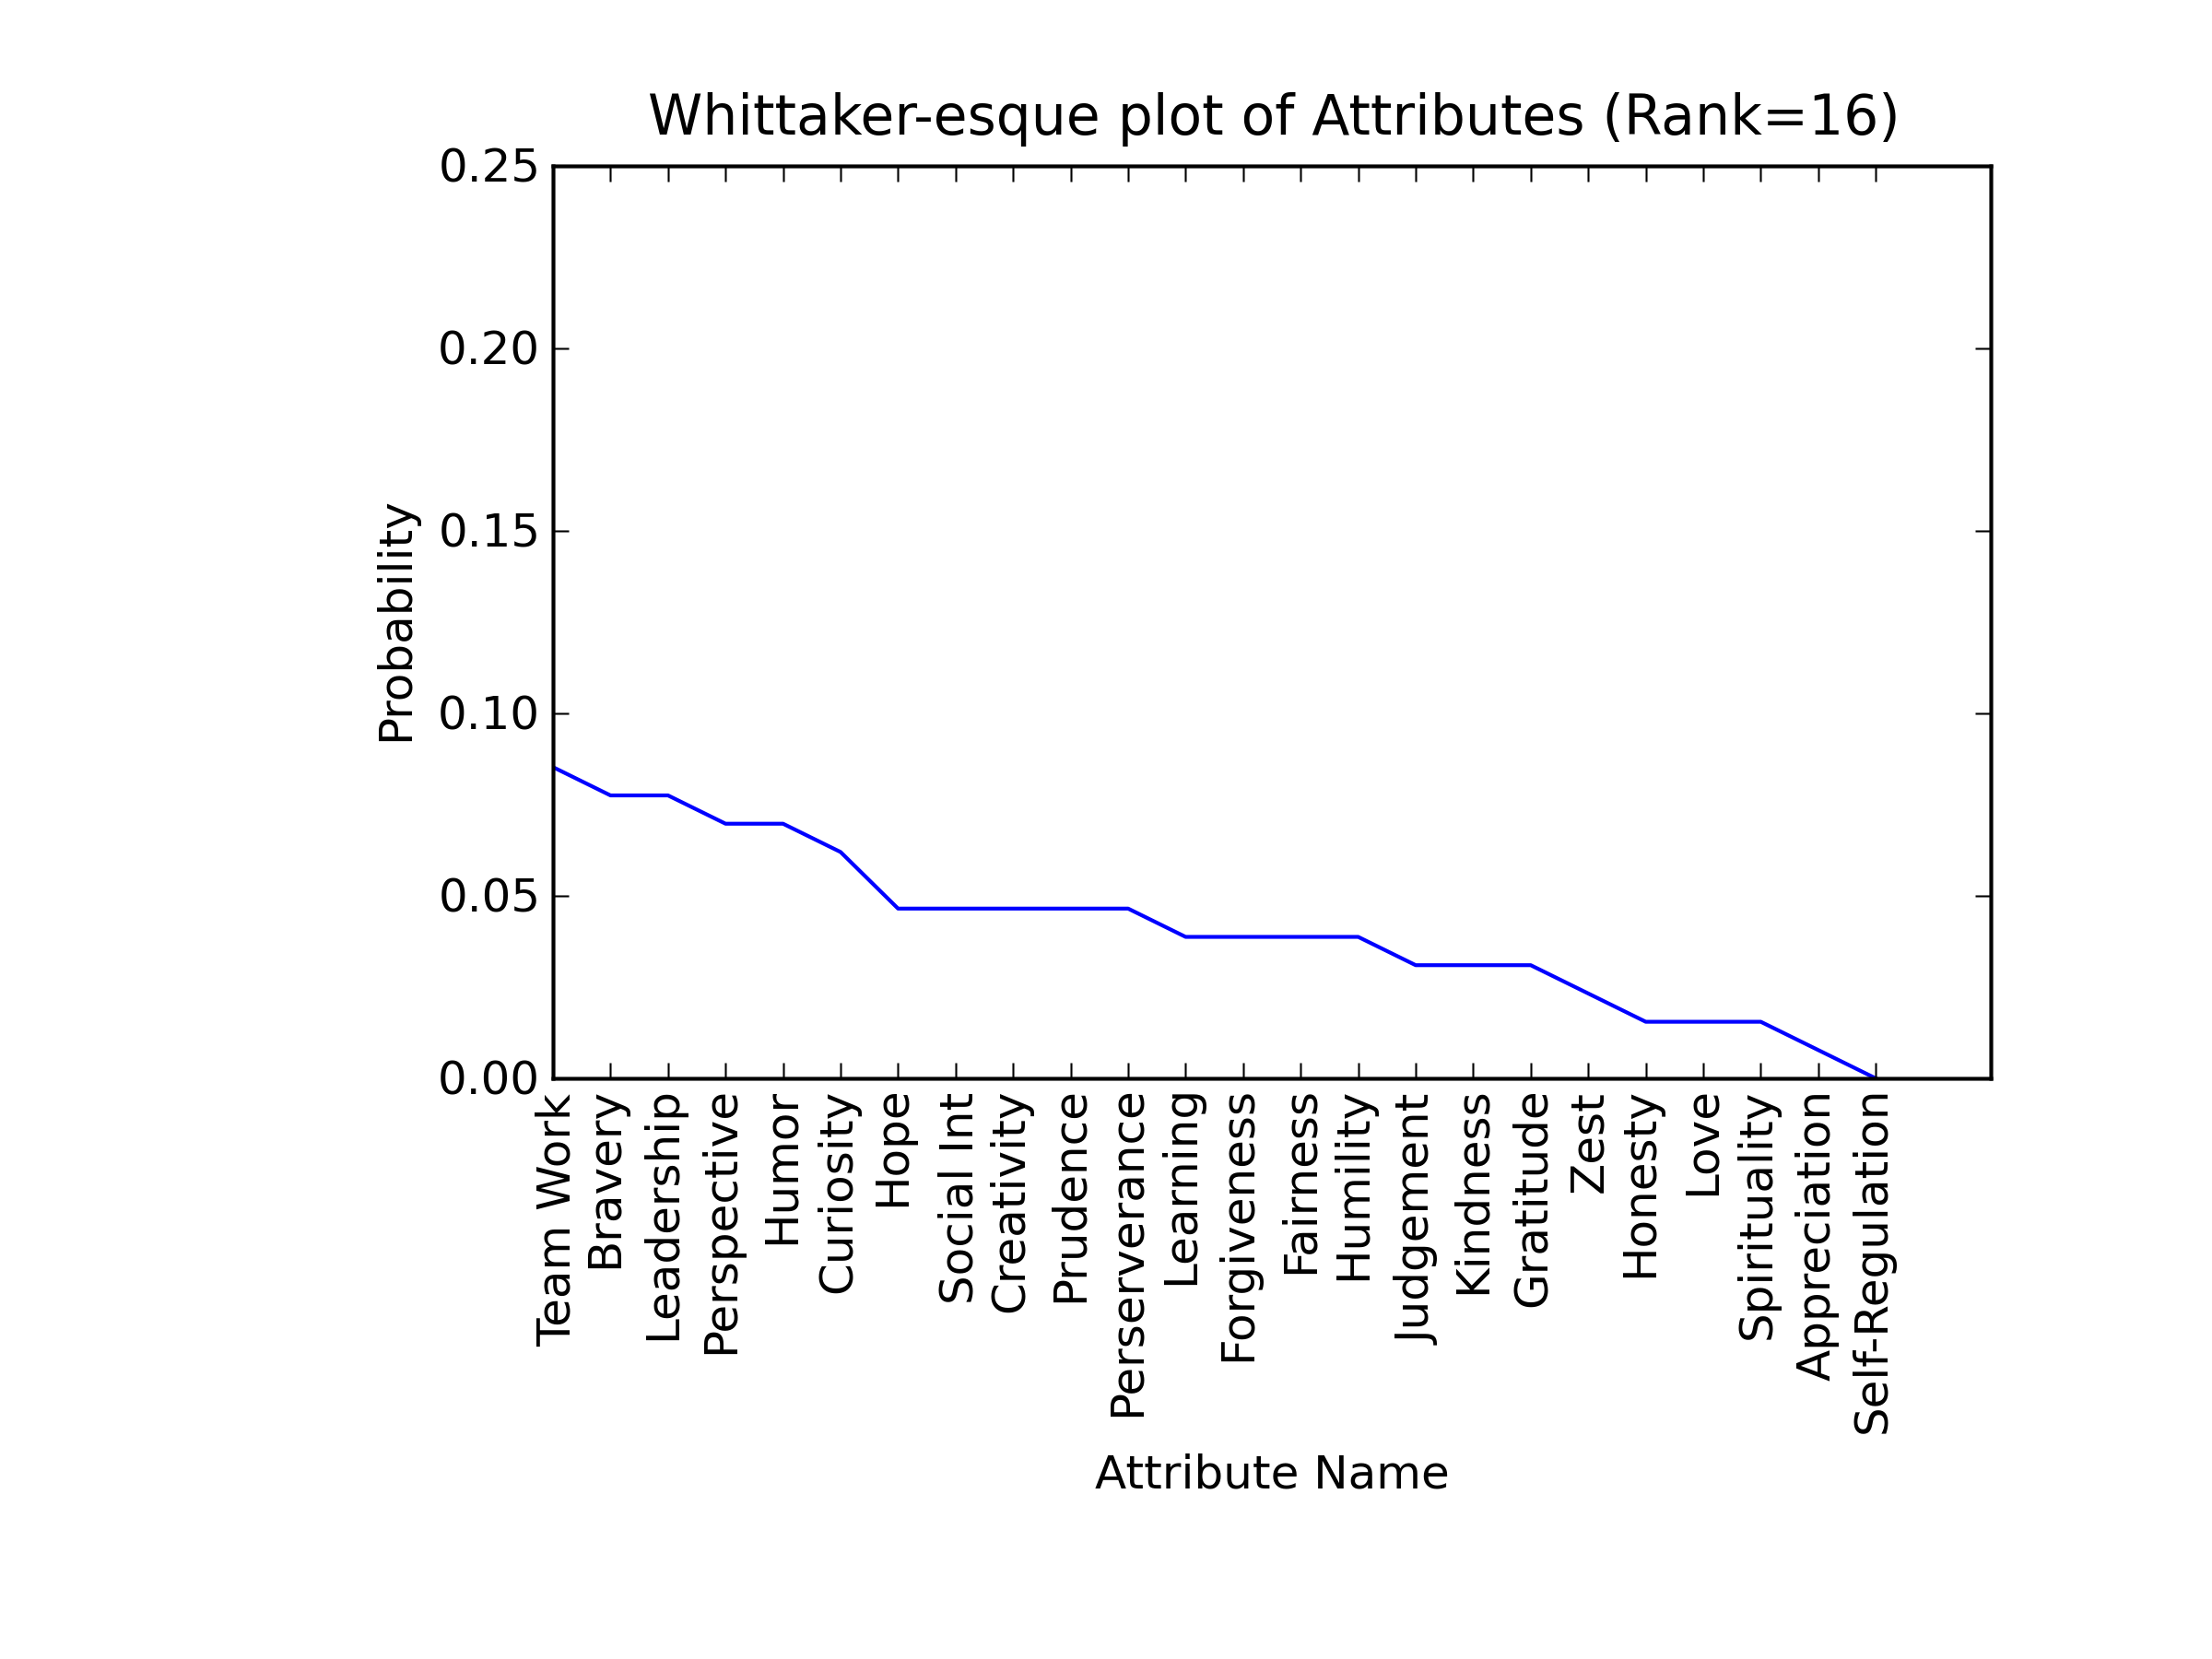 Whittaker-esque plot of Attributes (Rank=16)
0.25
0.20
0.15
0.10
0.05
0.00
Probability
Team Work
Bravery
Leadership
Perspective
Humor
Curiosity
Hope
Social Int
Creativity
Prudence
Perserverance
Learning
Forgiveness
Fairness
Humility
Judgement
Kindness
Gratitude
Zest
Honesty
Love
Spirituality
Appreciation
Self-Regulation
Attribute Name